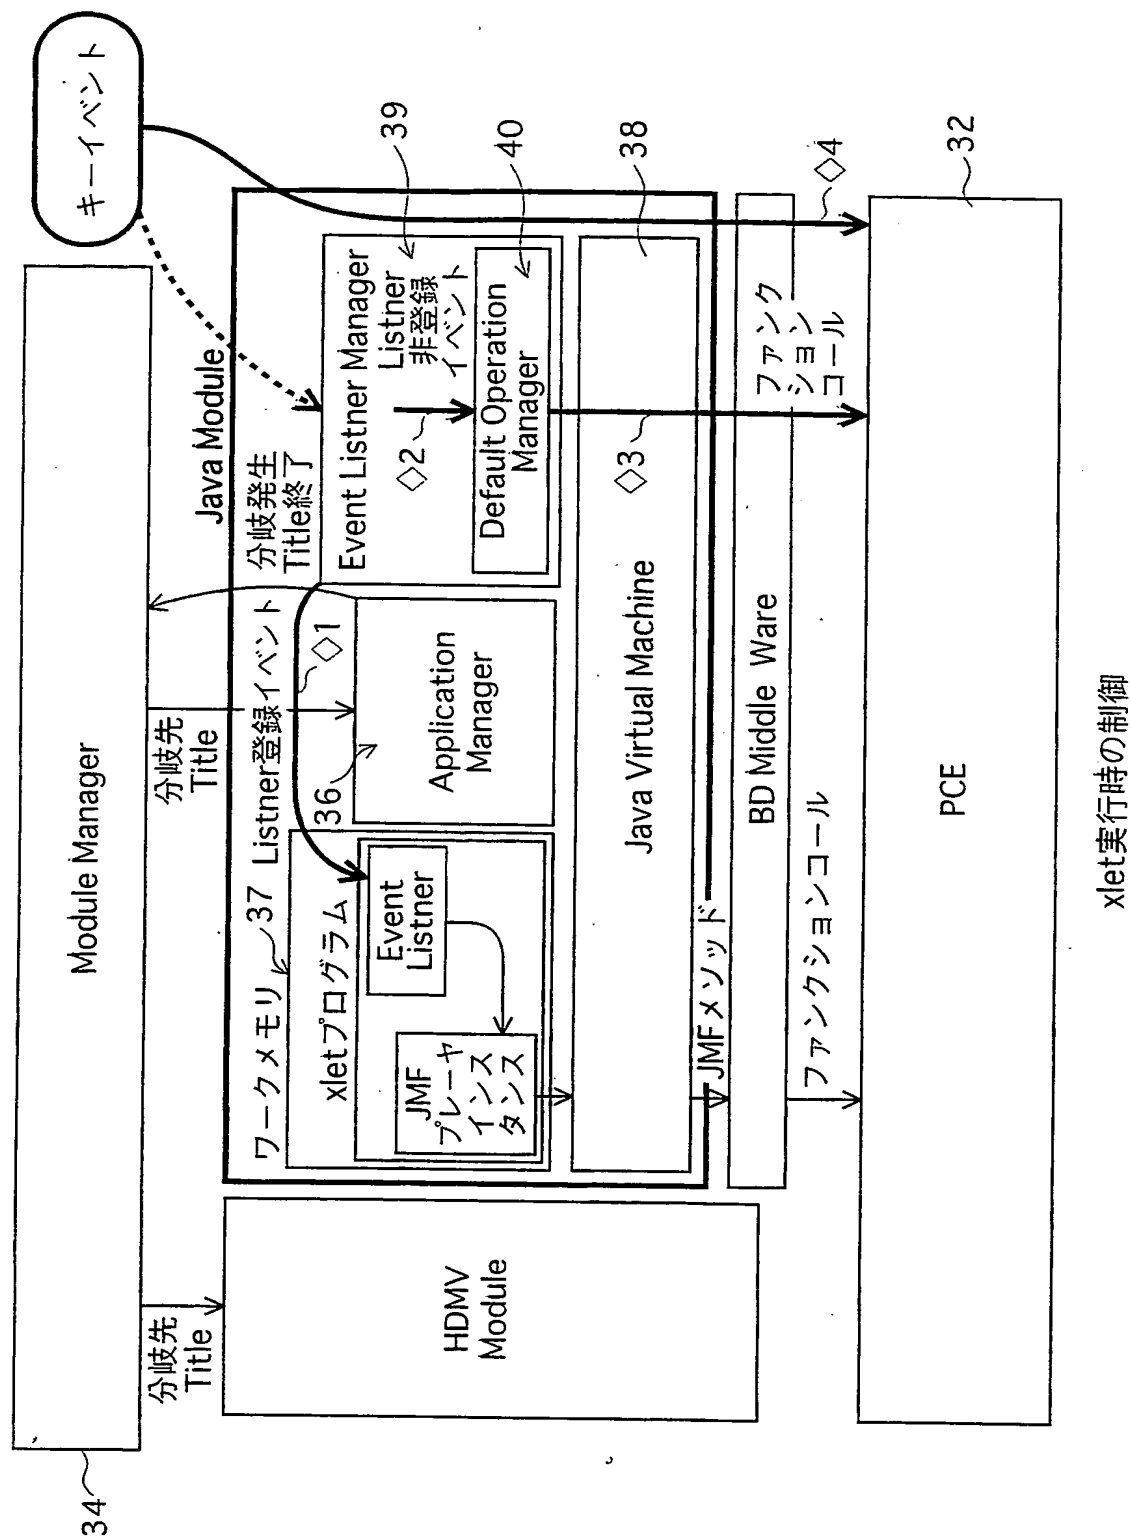 34
Module Manager
キーイベント
分岐先
Title
分岐先
Title
Java Module
HDMV
Module
ワークメモリ
37
Listner登録イベント
分岐発生
Title終了
xletプログラム
36
◇1
Event
Listner
JMF
プレーヤ
インス
タンス
Application
Manager
Event Listner Manager
Listner
非登録
イベント
39
◇2
Default Operation
Manager
40
Java Virtual Machine
◇3
38
JMFメソッド
BD Middle Ware
ファンクションコール
ファンク
ション
コール
◇4
PCE
32
xlet実行時の制御